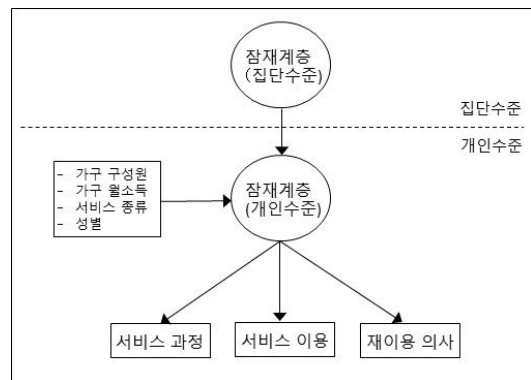 잠재계층
(집단수준)
집단수준
개인수준
- 가구 구성원
- 가구 월소득
- 서비스 종류
- 성별
잠재계층
(개인수준)
서비스 과정
서비스 이용
재이용 의사